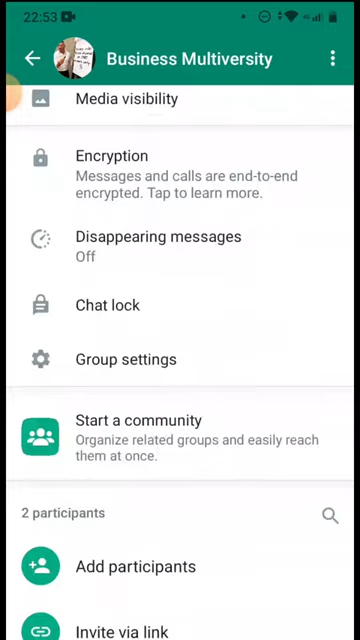 22:53
Business Multiversity
Media visibility
Encryption
Messages and calls are end-to-end
encrypted. Tap to learn more.
Disappearing messages
Off
Chat lock
Group settings
Start a community
Organize related groups and easily reach
them at once.
2 participants
Add participants
Invite via link